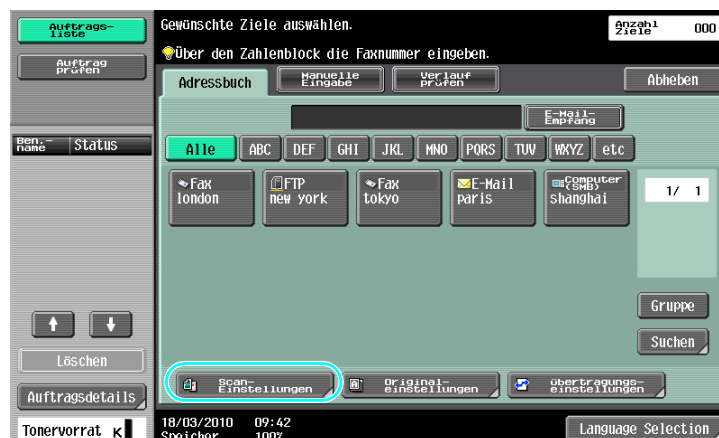 Auftrags-
liste
Auftrag
prüfen
Ben.-
name
Status
Löschen
Auftragsdetails
Tonervorrat K
Gewünschte Ziele auswählen.
Anzahl
Ziele
000
Über den Zahlenblock die Faxnummer eingeben.
Adressbuch
Manuelle
Eingabe
Verlauf
prüfen
Abheben
E-Mail-
Empfang
Alle ABC DEF GHI JKL MNO PQRS TUV WXYZ etc
Fax
london
FTP
new york
Fax
tokyo
E-Mail
paris
Computer
(SMB)
shanghai
1/ 1
Gruppe
Suchen
Scan-
Einstellungen
Original-
einstellungen
Übertragungs-
einstellungen
18/03/2010 09:42
Speicher 100%
Language Selection